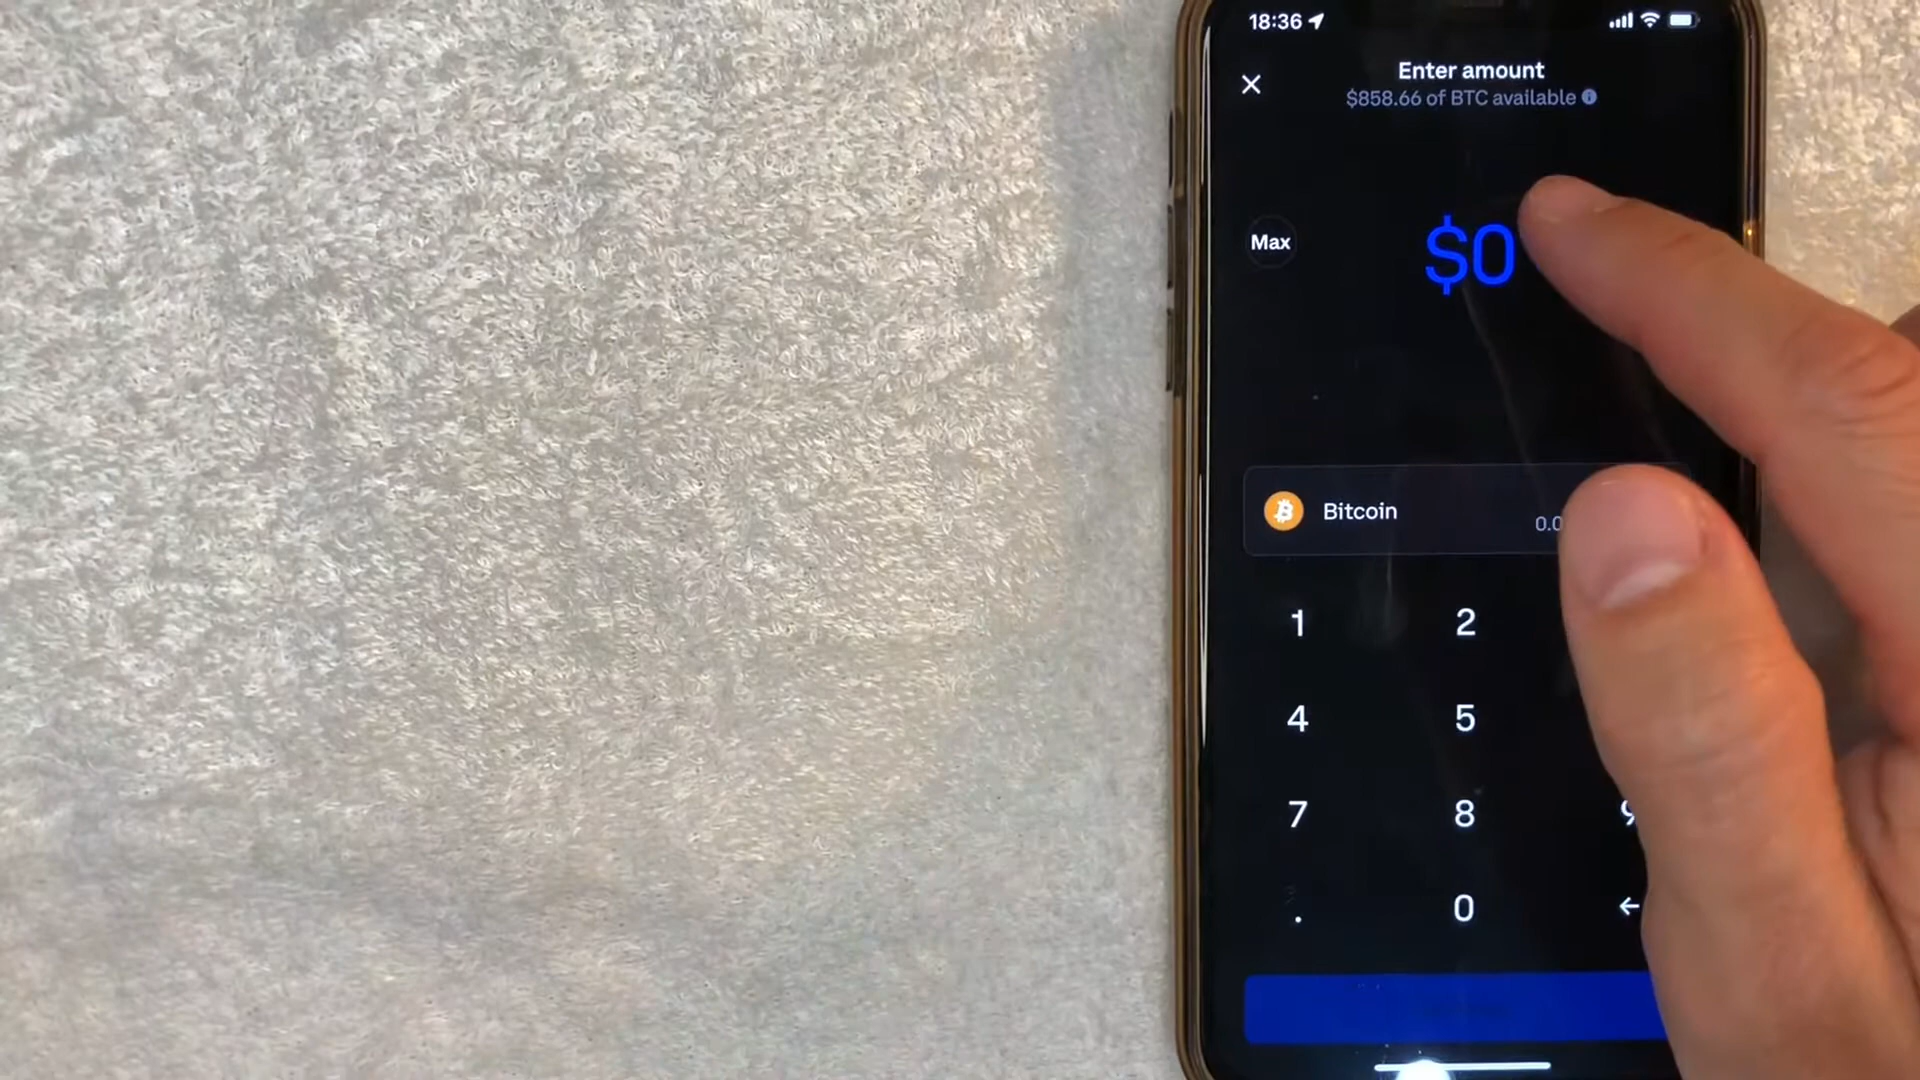 18:36
Enter amount
$858.66 of BTC available
Max
$0
Bitcoin
0.0
1 2
4 5
7 8 9
. 0